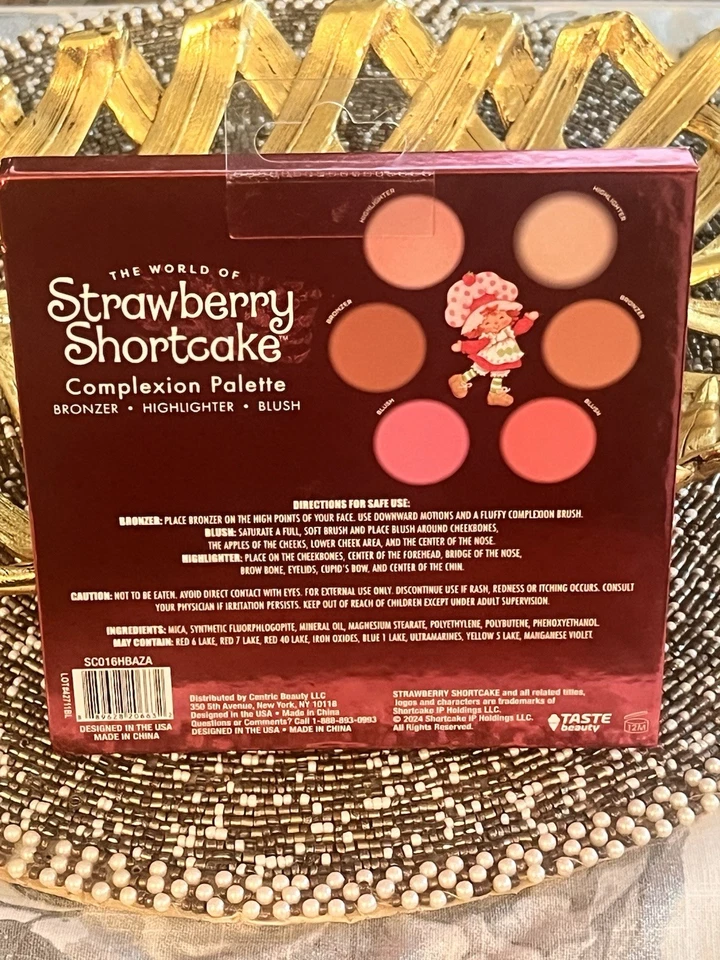 THE WORLD OF
Strawberry
Shortcake™
Complexion Palette
BRONZER • HIGHLIGHTER • BLUSH
HIGHLIGHTER
HIGHLIGHTER
BRONZER
BRONZER
BLUSH
BLUSH
DIRECTIONS FOR SAFE USE:
BRONZER: PLACE BRONZER ON THE HIGH POINTS OF YOUR FACE. USE DOWNWARD MOTIONS AND A FLUFFY COMPLEXION BRUSH.
BLUSH: SATURATE A FULL, SOFT BRUSH AND PLACE BLUSH AROUND CHEEKBONES,
THE APPLES OF THE CHEEKS, LOWER CHEEK AREA, AND THE CENTER OF THE NOSE.
HIGHLIGHTER: PLACE ON THE CHEEKBONES, CENTER OF THE FOREHEAD, BRIDGE OF THE NOSE,
BROW BONE, EYELIDS, CUPID'S BOW, AND CENTER OF THE CHIN.
CAUTION: NOT TO BE EATEN. AVOID DIRECT CONTACT WITH EYES. FOR EXTERNAL USE ONLY. DISCONTINUE USE IF RASH, REDNESS OR ITCHING OCCURS. CONSULT
YOUR PHYSICIAN IF IRRITATION PERSISTS. KEEP OUT OF REACH OF CHILDREN EXCEPT UNDER ADULT SUPERVISION.
INGREDIENTS: MICA, SYNTHETIC FLUORPHLOGOPITE, MINERAL OIL, MAGNESIUM STEARATE, POLYETHYLENE, POLYBUTENE, PHENOXYETHANOL.
MAY CONTAIN: RED 6 LAKE, RED 7 LAKE, RED 40 LAKE, IRON OXIDES, BLUE 1 LAKE, ULTRAMARINES, YELLOW 5 LAKE, MANGANESE VIOLET
SC016HBAZA
DESIGNED IN THE USA
MADE IN CHINA
Distributed by Centric Beauty LLC
350 5th Avenue, New York, NY 10118
Designed in the USA • Made in China
Questions or Comments? Call 1-888-893-0993
DESIGNED IN THE USA • MADE IN CHINA
STRAWBERRY SHORTCAKE and all related titles,
logos and characters are trademarks of
Shortcake IP Holdings LLC.
© 2024 Shortcake IP Holdings LLC.
All Rights Reserved.
TASTE
beauty
12M